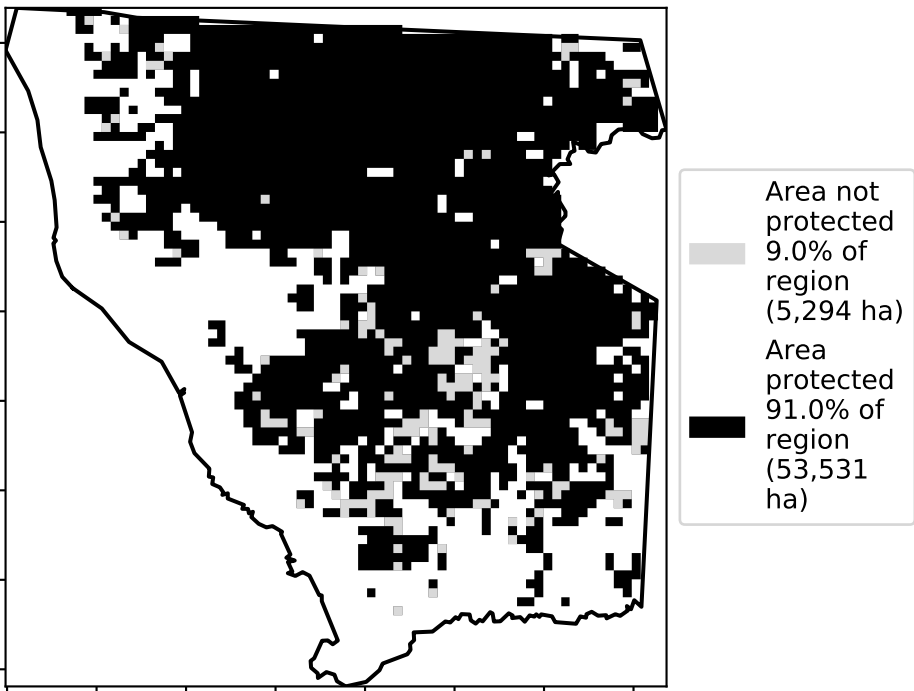 Area not
protected
9.0% of
region
(5,294 ha)
Area
protected
91.0% of
region
(53,531
ha)